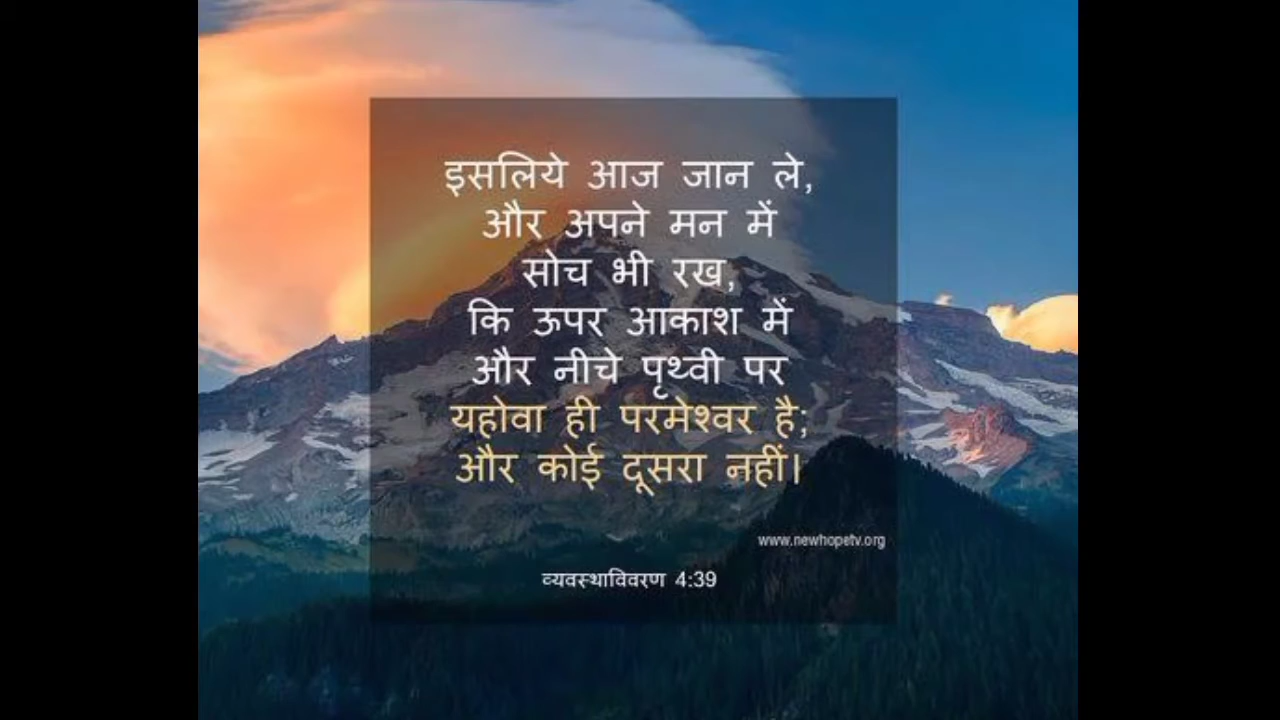 इसलिये आज जान ले,
और अपने मन में
सोच भी रख,
कि ऊपर आकाश में
और नीचे पृथ्वी पर
यहोवा ही परमेश्वर है;
और कोई दूसरा नहीं।
www.newhopetv.org
व्यवस्थाविवरण 4:39